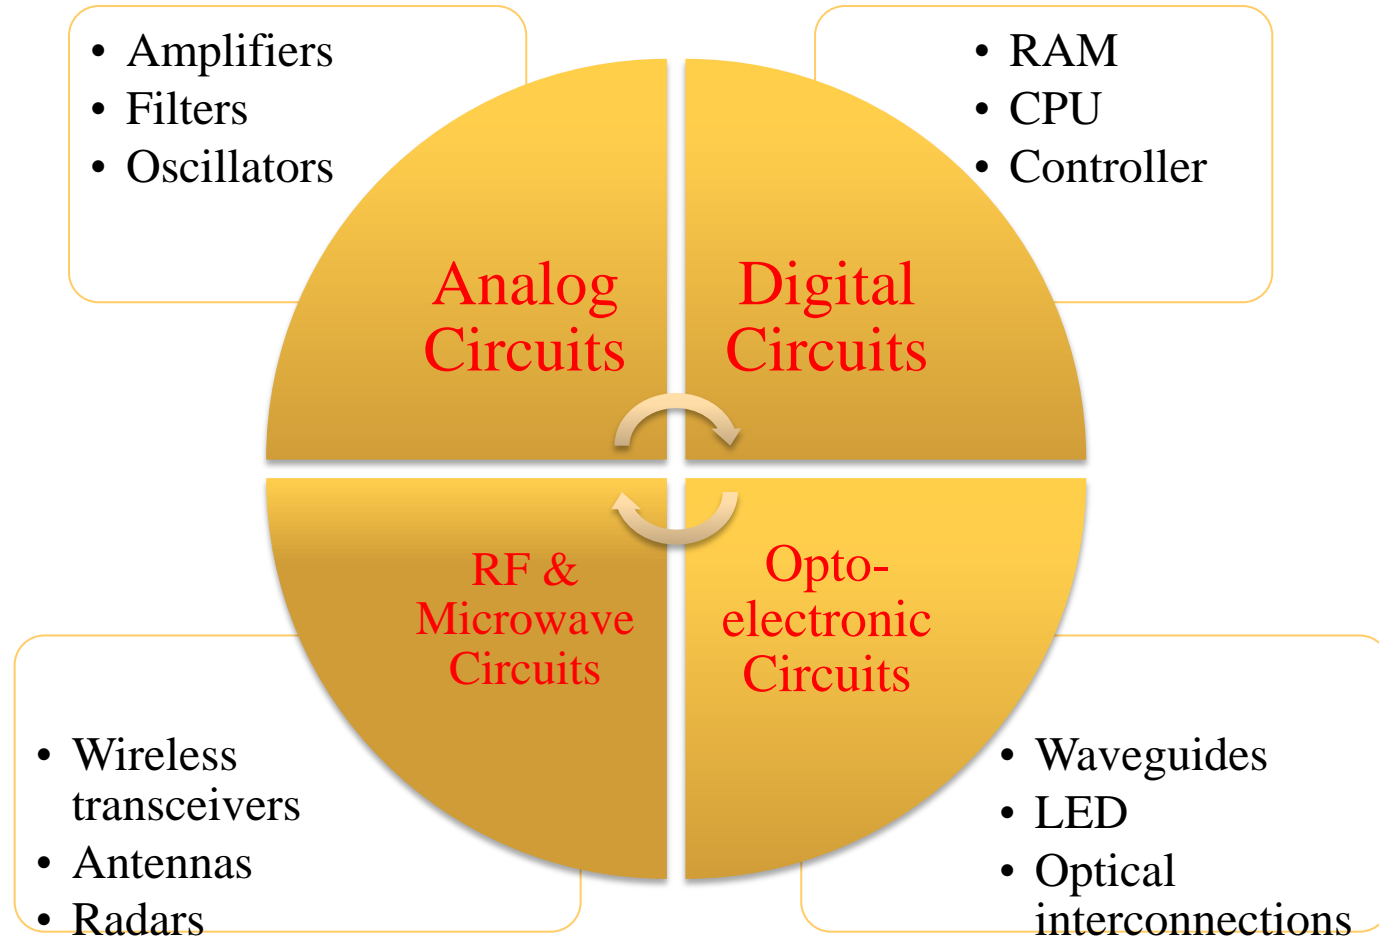 • Amplifiers
• Filters
• Oscillators
• RAM
• CPU
• Controller
Analog
Circuits
Digital
Circuits
RF &
Microwave
Circuits
Opto-
electronic
Circuits
• Wireless
transceivers
• Antennas
• Radars
• Waveguides
• LED
• Optical
interconnections